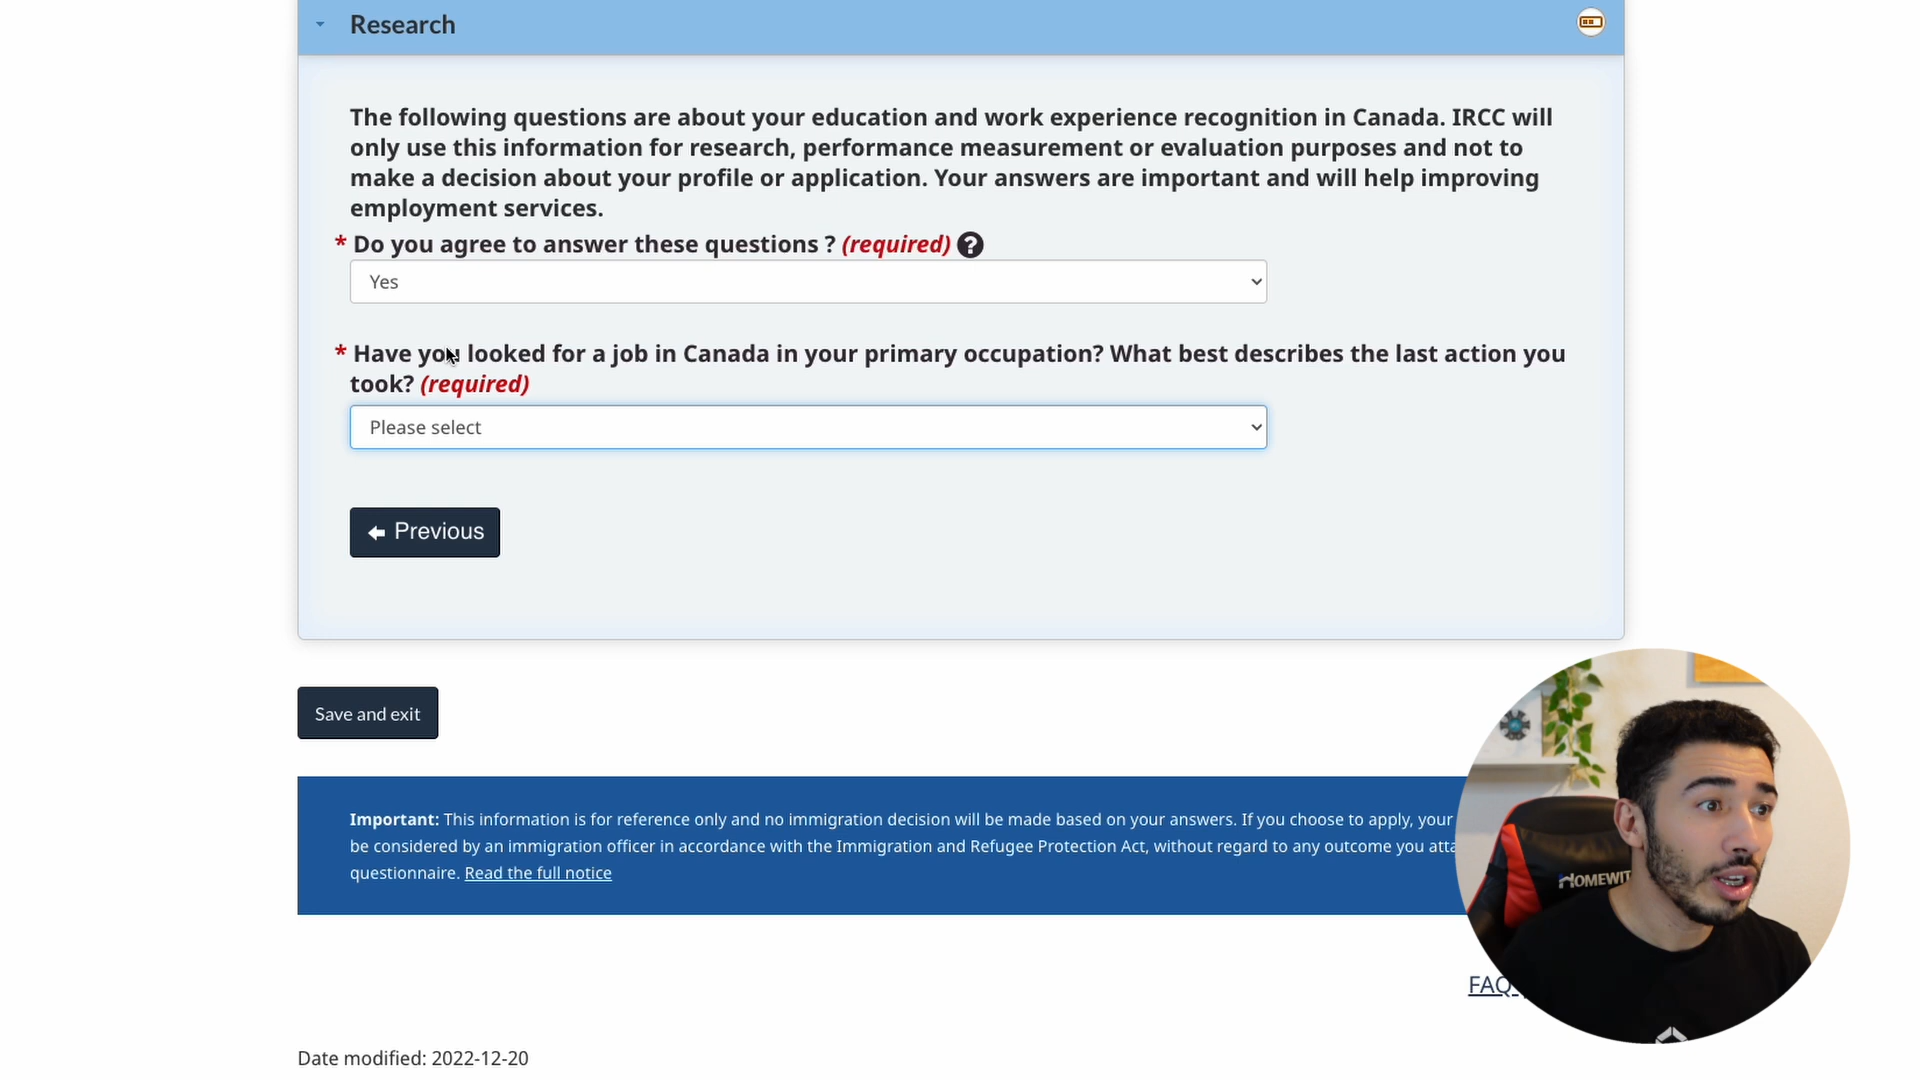 Research
The following questions are about your education and work experience recognition in Canada. IRCC will
only use this information for research, performance measurement or evaluation purposes and not to
make a decision about your profile or application. Your answers are important and will help improving
employment services.
* Do you agree to answer these questions ? (required) ?
Yes
* Have you looked for a job in Canada in your primary occupation? What best describes the last action you
took? (required)
Please select
Previous
Save and exit
Important: This information is for reference only and no immigration decision will be made based on your answers. If you choose to apply, your
be considered by an immigration officer in accordance with the Immigration and Refugee Protection Act, without regard to any outcome you
questionnaire. Read the full notice
HOMEWIT
FAQ
Date modified: 2022-12-20